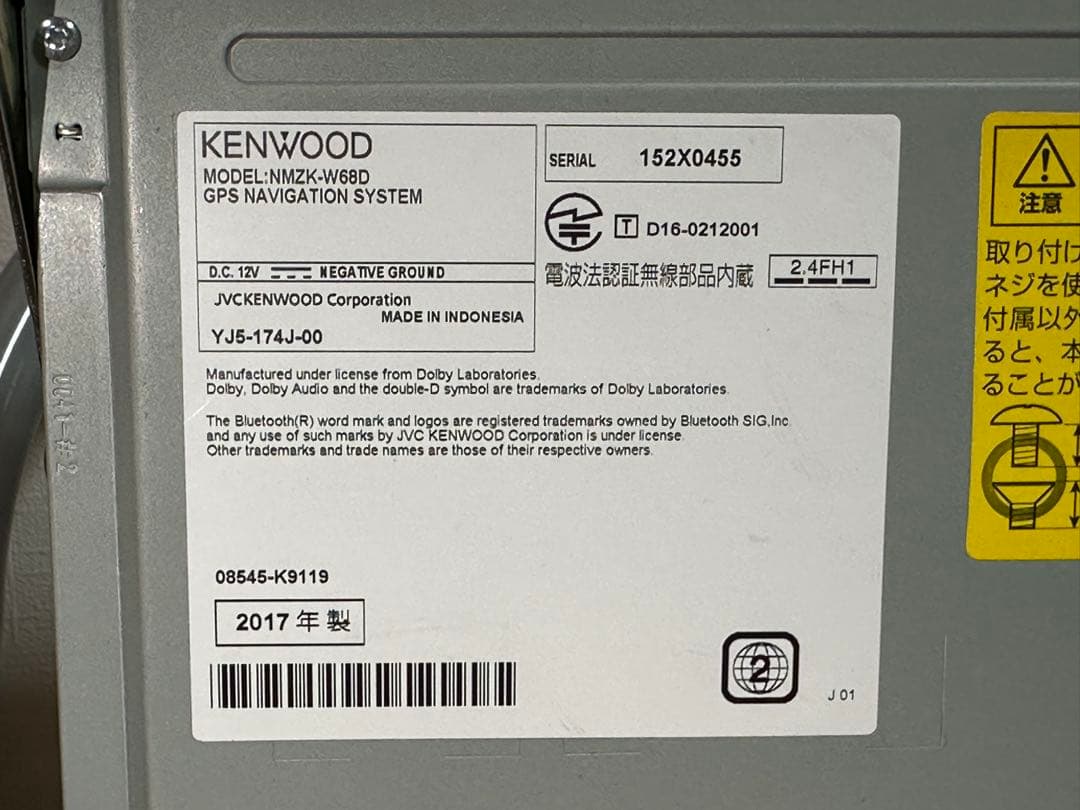 KENWOOD
MODEL:NMZK-W68D
GPS NAVIGATION SYSTEM
D.C. 12V NEGATIVE GROUND
JVCKENWOOD Corporation
MADE IN INDONESIA
YJ5-174J-00
SERIAL 152X0455
T D16-0212001
電波法認証無線部品内蔵 2.4FH1
Manufactured under license from Dolby Laboratories.
Dolby, Dolby Audio and the double-D symbol are trademarks of Dolby Laboratories.
The Bluetooth(R) word mark and logos are registered trademarks owned by Bluetooth SIG,Inc.
and any use of such marks by JVC KENWOOD Corporation is under license.
Other trademarks and trade names are those of their respective owners.
08545-K9119
2017 年 製
2
J 01
注意
取り付け
ネジを使
付属以外
ると、本
ることが